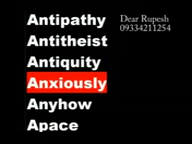 Antipathy
Antitheist
Antiquity
Anxiously
Anyhow
Apace
Dear Rupesh
09334211254